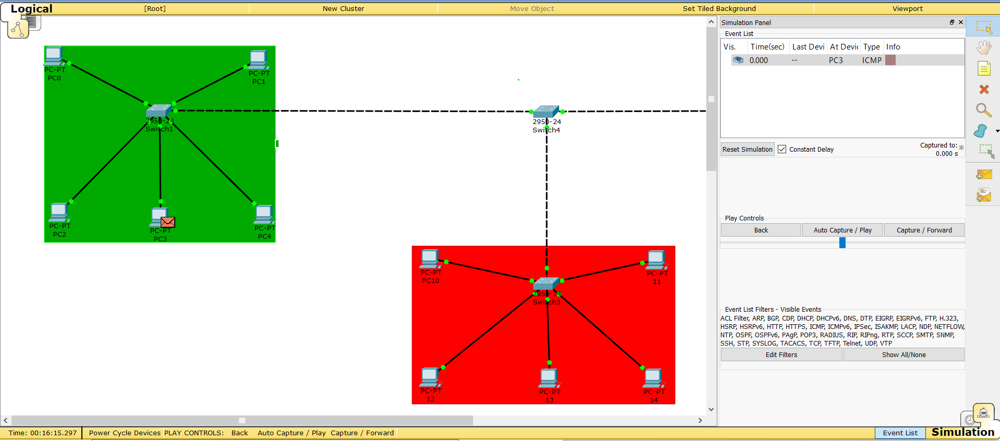 Logical
[Root]
New Cluster
Move Object
Set Tiled Background
Viewport
PC-PT
PC0
PC-PT
PC1
2950-24
Switch1
2950-24
Switch4
PC-PT
PC2
PC-PT
PC3
PC-PT
PC4
PC-PT
PC10
PC-PT
11
2950-24
Switch3
PC-PT
12
PC-PT
13
PC-PT
14
Simulation Panel
Event List
Vis. Time(sec) Last Devi At Devic Type Info
0.000 -- PC3 ICMP
Reset Simulation Constant Delay
Captured to:
0.000 s
Play Controls
Back Auto Capture / Play Capture / Forward
Event List Filters - Visible Events
ACL Filter, ARP, BGP, CDP, DHCP, DHCPv6, DNS, DTP, EIGRP, EIGRPv6, FTP, H.323,
HSRP, HSRPv6, HTTP, HTTPS, ICMP, ICMPv6, IPSec, ISAKMP, LACP, NDP, NETFLOW,
NTP, OSPF, OSPFv6, PAgP, POP3, RADIUS, RIP, RIPng, RTP, SCCP, SMTP, SNMP,
SSH, STP, SYSLOG, TACACS, TCP, TFTP, Telnet, UDP, VTP
Edit Filters Show All/None
Time: 00:16:15.297 Power Cycle Devices PLAY CONTROLS: Back Auto Capture / Play Capture / Forward
Event List Simulation